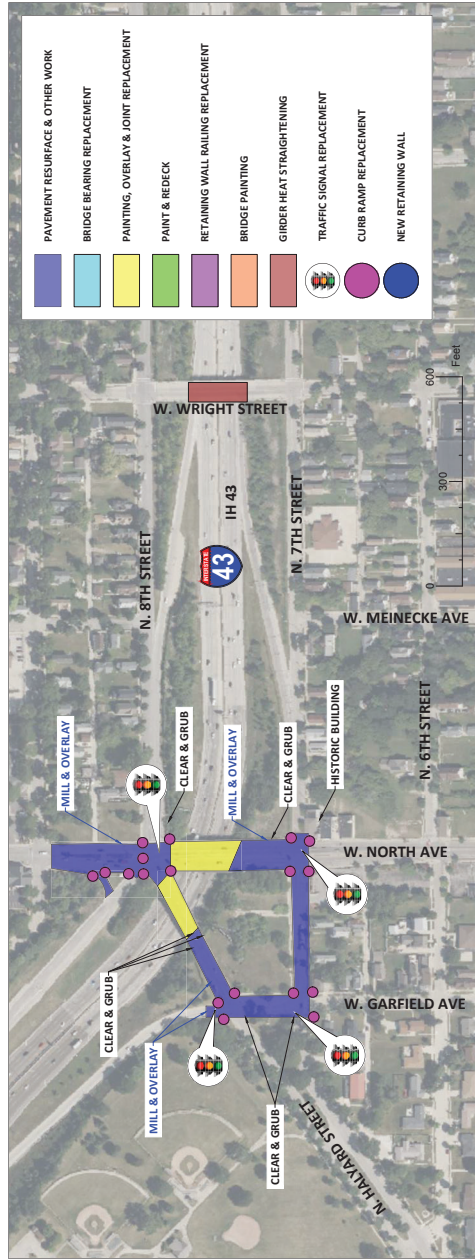 PAVEMENT RESURFACE & OTHER WORK
BRIDGE BEARING REPLACEMENT
PAINTING, OVERLAY & JOINT REPLACEMENT
PAINT & REDECK
RETAINING WALL RAILING REPLACEMENT
BRIDGE PAINTING
GIRDER HEAT STRAIGHTENING
TRAFFIC SIGNAL REPLACEMENT
CURB RAMP REPLACEMENT
NEW RETAINING WALL
MILL & OVERLAY
CLEAR & GRUB
MILL & OVERLAY
CLEAR & GRUB
N. 8TH STREET
CLEAR & GRUB
MILL & OVERLAY
CLEAR & GRUB
HISTORIC BUILDING
INTERSTATE
43
IH 43
W. WRIGHT STREET
N. 7TH STREET
N. HALYARD STREET
W. GARFIELD AVE
W. NORTH AVE
N. 6TH STREET
W. MEINECKE AVE
0
300
600
Feet